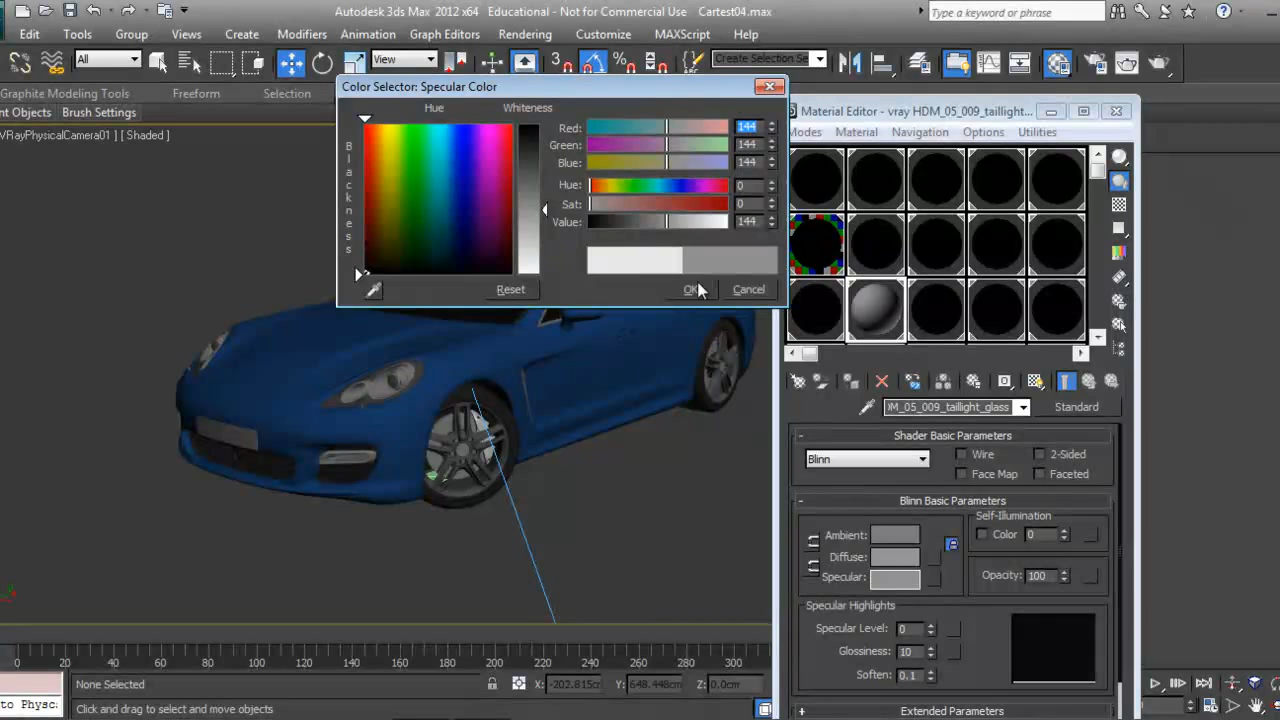 Autodesk 3ds Max 2012 x64 Educational - Not for Commercial Use Cartest04.max
Type a keyword or phrase
Edit Tools Group Views Create Modifiers Animation Graph Editors Rendering Customize MAXScript Help
All
View
3
Create Selection Se
Graphite Modeling Tools Freeform Selection
nt Objects Brush Settings
VRayPhysicalCamera01 ] [ Shaded ]
Color Selector: Specular Color
Hue Whiteness
Blackness
Red: 144
Green: 144
Blue: 144
Hue: 0
Sat: 0
Value: 144
Reset OK Cancel
Material Editor - vray HDM_05_009_taillight...
Modes Material Navigation Options Utilities
M_05_009_taillight_glass Standard
- Shader Basic Parameters
Blinn
Wire 2-Sided
Face Map Faceted
- Blinn Basic Parameters
Self-Illumination
Ambient:
Color 0
Diffuse:
Specular:
Opacity: 100
Specular Highlights
Specular Level: 0
Glossiness: 10
Soften: 0.1
+ Extended Parameters
0 20 40 60 80 100 120 140 160 180 200 220 240 260 280 300
None Selected X: -202.815c Y: 648.448cm Z: 0.0cm
to Physc
Click and drag to select and move objects